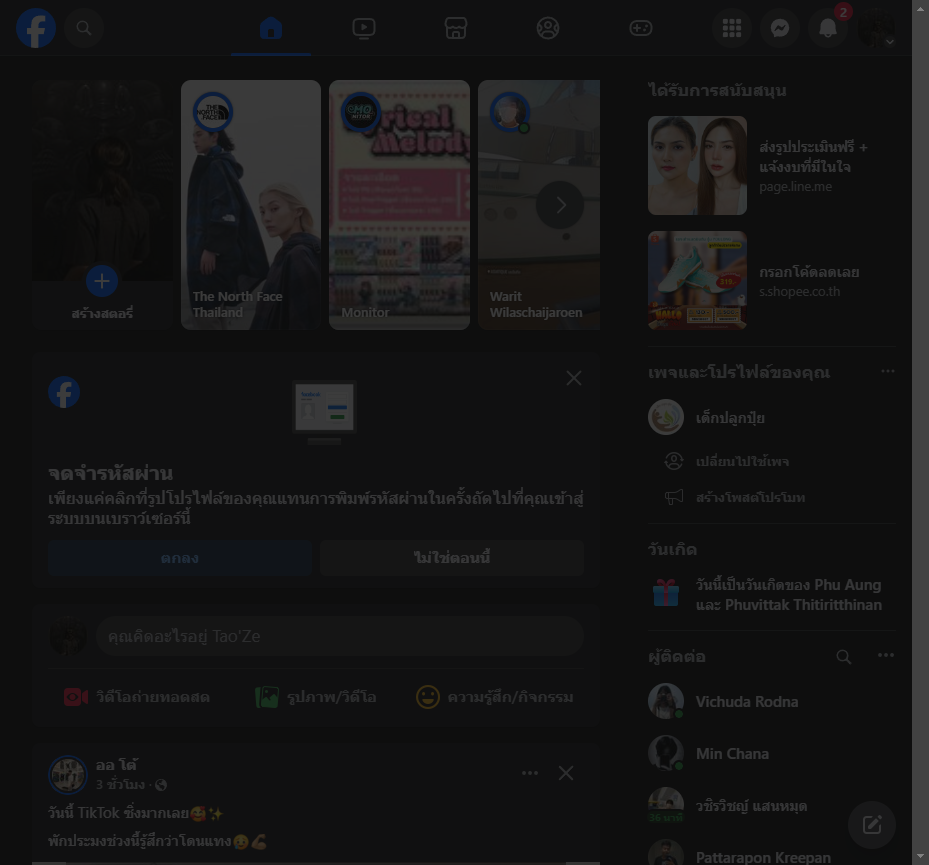 2
ได้รับการสนับสนุน
ส่งรูปประเมินฟรี +
แจ้งงบที่มีในใจ
page.line.me
กรอกโค้ดลดเลย
s.shopee.co.th
THE
NORTH
FACE
The North Face
Thailand
Monitor
Warit
Wilaschaijaroen
สร้างสตอรี่
เพจและโปรไฟล์ของคุณ
เด็กปลูกปุ๋ย
เปลี่ยนไปใช้เพจ
สร้างโพสต์โปรโมท
จดจำรหัสผ่าน
เพียงแค่คลิกที่รูปโปรไฟล์ของคุณแทนการพิมพ์รหัสผ่านในครั้งถัดไปที่คุณเข้าสู่
ระบบบนเบราว์เซอร์นี้
ตกลง
ไม่ใช่ตอนนี้
วันเกิด
วันนี้เป็นวันเกิดของ Phu Aung
และ Phuvittak Thitiritthinan
คุณคิดอะไรอยู่ Tao'Ze
วิดีโอถ่ายทอดสด
รูปภาพ/วิดีโอ
ความรู้สึก/กิจกรรม
ผู้ติดต่อ
Vichuda Rodna
Min Chana
วชิรวิชญ์ แสนหมุด
36 นาที
Pattarapon Kreepan
ออ โต้
3 ชั่วโมง ·
วันนี้ TikTok ซิ่งมากเลย🥰✨
พักประมงช่วงนี้รู้สึกว่าโดนแทง🥲💪